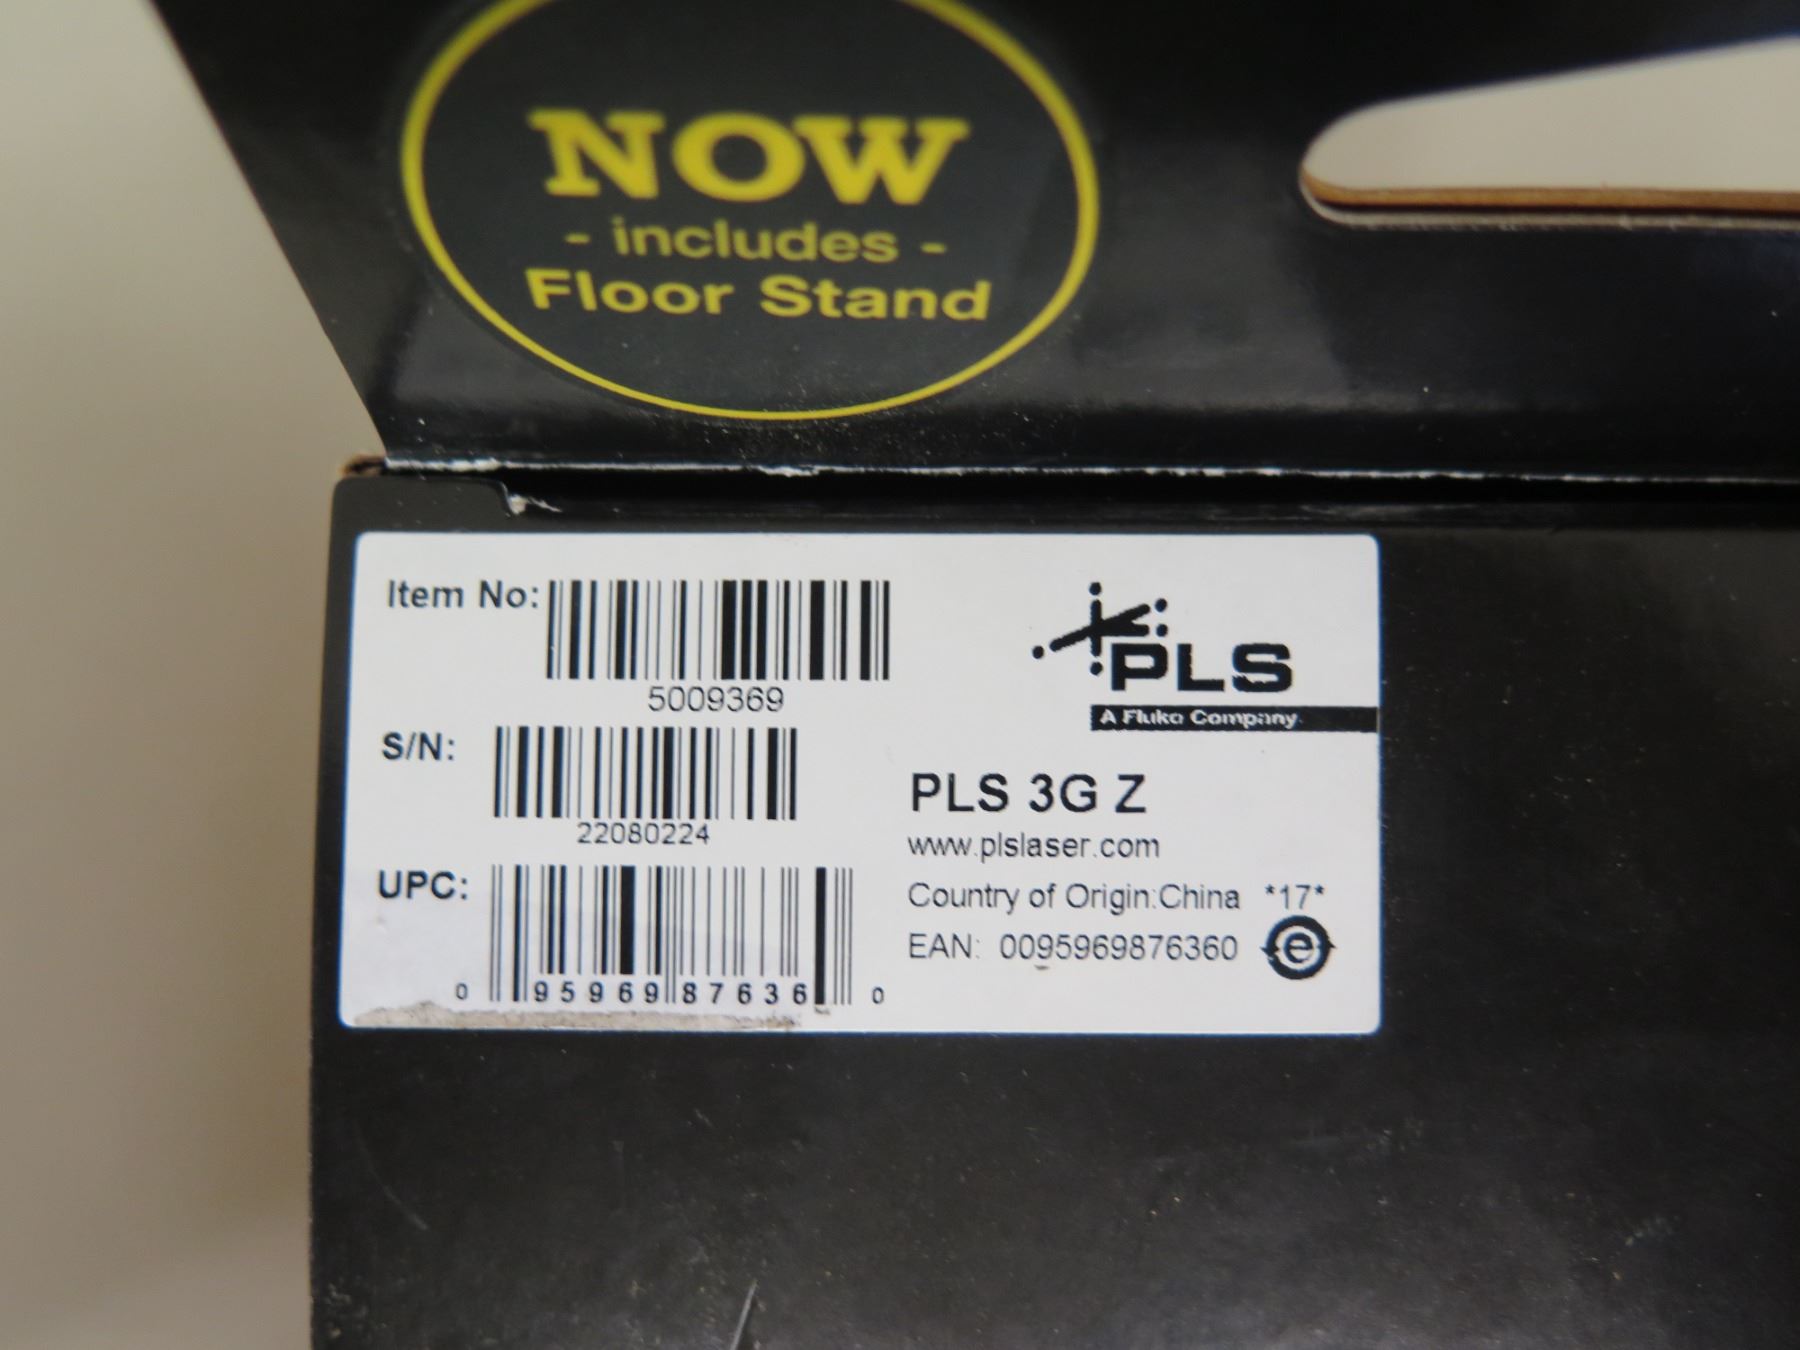 NOW
- includes -
Floor Stand
Item No:
5009369
S/N:
22080224
UPC:
0 95969 87636 0
PLS
A Fluke Company
PLS 3G Z
www.plslaser.com
Country of Origin:China *17*
EAN: 0095969876360
e